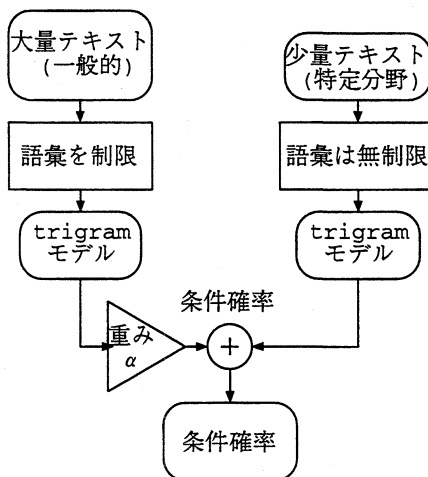 大量テキスト
(一般的)
少量テキスト
(特定分野)
語彙を制限
語彙は無制限
trigram
モデル
trigram
モデル
条件確率
重み
α
+
条件確率